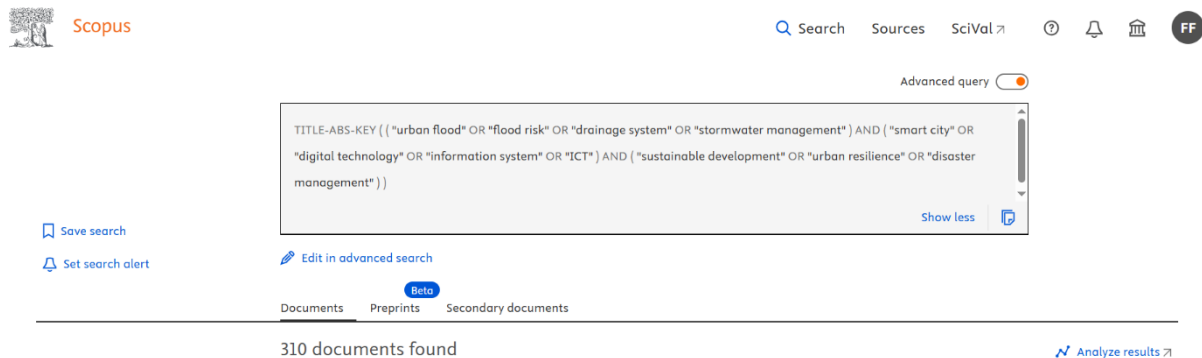 Scopus
Search Sources SciVal
FF
Advanced query
TITLE-ABS-KEY ( ( "urban flood" OR "flood risk" OR "drainage system" OR "stormwater management" ) AND ( "smart city" OR
"digital technology" OR "information system" OR "ICT" ) AND ( "sustainable development" OR "urban resilience" OR "disaster
management" ) )
Show less
Save search
Set search alert
Edit in advanced search
Beta
Documents Preprints Secondary documents
310 documents found
Analyze results